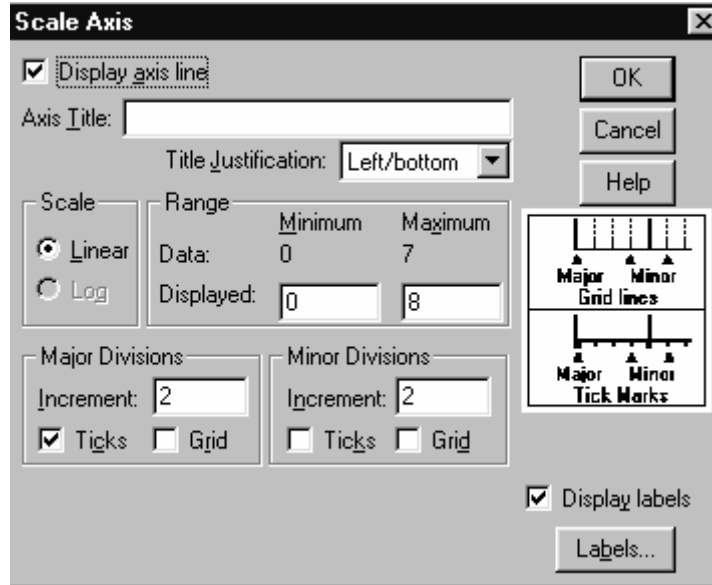 Scale Axis
Display axis line
OK
Axis Title:
Cancel
Title Justification: Left/bottom
Help
Scale
Range
Minimum Maximum
Linear
Data: 0 7
Log
Displayed: 0 8
Major Minor
Grid lines
Major Minor
Tick Marks
Major Divisions
Increment: 2
Ticks Grid
Minor Divisions
Increment: 2
Ticks Grid
Display labels
Labels...